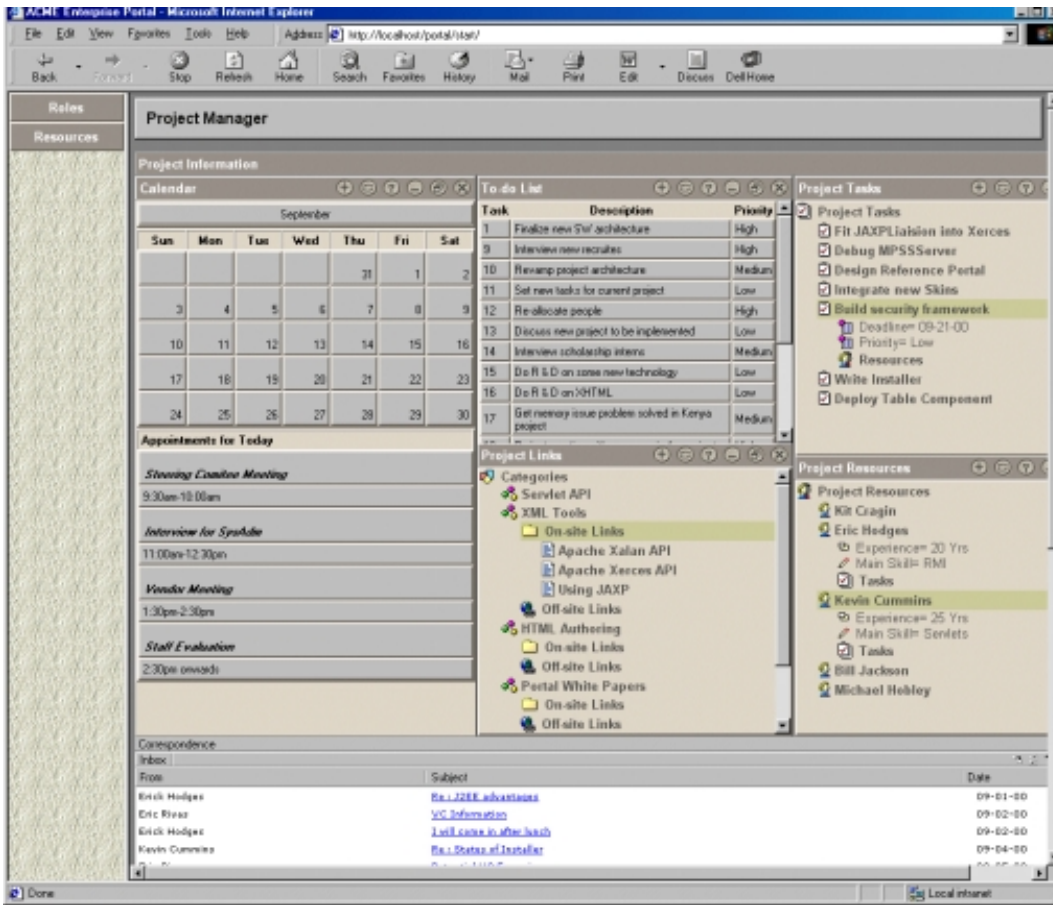 ACME Enterprise Portal - Microsoft Internet Explorer
File Edit View Favorites Tools Help Address http://localhost/portal/start/
Back Forward Stop Refresh Home Search Favorites History Mail Print Edit Discuss Dell Home
Roles
Resources
Project Manager
Project Information
Calendar
September
Sun Mon Tue Wed Thu Fri Sat
31 1 2
3 4 5 6 7 8 9
10 11 12 13 14 15 16
17 18 19 20 21 22 23
24 25 26 27 28 29 30
Appointments for Today
Steering Comitee Meeting
9:30am-10:00am
Interview for SysAdm
11:00am-12:30pm
Vendor Meeting
1:30pm-2:30pm
Staff Evaluation
2:30pm onwards
To-do List
Task Description Priority
1 Finalize new SW architecture High
9 Interview new recruites High
10 Revamp project architecture Medium
11 Set new tasks for current project Low
12 Re-allocate people High
13 Discuss new project to be implemented Low
14 Interview scholarship interns Medium
15 Do R & D on some new technology Low
16 Do R & D on XHTML Low
17 Get memory issue problem solved in Kenya
project Medium
Project Links
Categories
Servlet API
XML Tools
On-site Links
Apache Xalan API
Apache Xerces API
Using JAXP
Off-site Links
HTML Authoring
On-site Links
Off-site Links
Portal White Papers
On-site Links
Off-site Links
Project Tasks
Project Tasks
Fit JAXPLiaision into Xerces
Debug MPSSServer
Design Reference Portal
Integrate new Skins
Build security framework
Deadline= 09-21-00
Priority= Low
Resources
Write Installer
Deploy Table Component
Project Resources
Project Resources
Kit Cragin
Eric Hodges
Experience= 20 Yrs
Main Skill= RMI
Tasks
Kevin Cummins
Experience= 25 Yrs
Main Skill= Servlets
Tasks
Bill Jackson
Michael Hobley
Correspondence
Inbox
From Subject Date
Erick Hodges Re : J2EE advantages 09-01-00
Eric Rivas VC Information 09-02-00
Erick Hodges I will come in after lunch 09-02-00
Kevin Cummins Re : Status of Installer 09-04-00
Done Local intranet